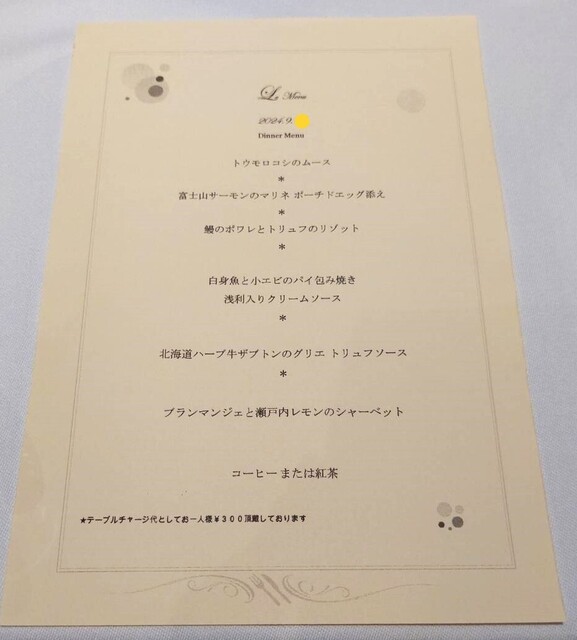 Le Menu
2024.9.
Dinner Menu
トウモロコシのムース
*
富士山サーモンのマリネ ポーチドエッグ添え
*
鰻のポワレとトリュフのリゾット
*
白身魚と小エビのパイ包み焼き
浅利入りクリームソース
*
北海道ハーブ牛ザブトンのグリエ トリュフソース
*
ブランマンジェと瀬戸内レモンのシャーベット
コーヒー または紅茶
★テーブルチャージ代としてお一人様￥３００頂戴しております